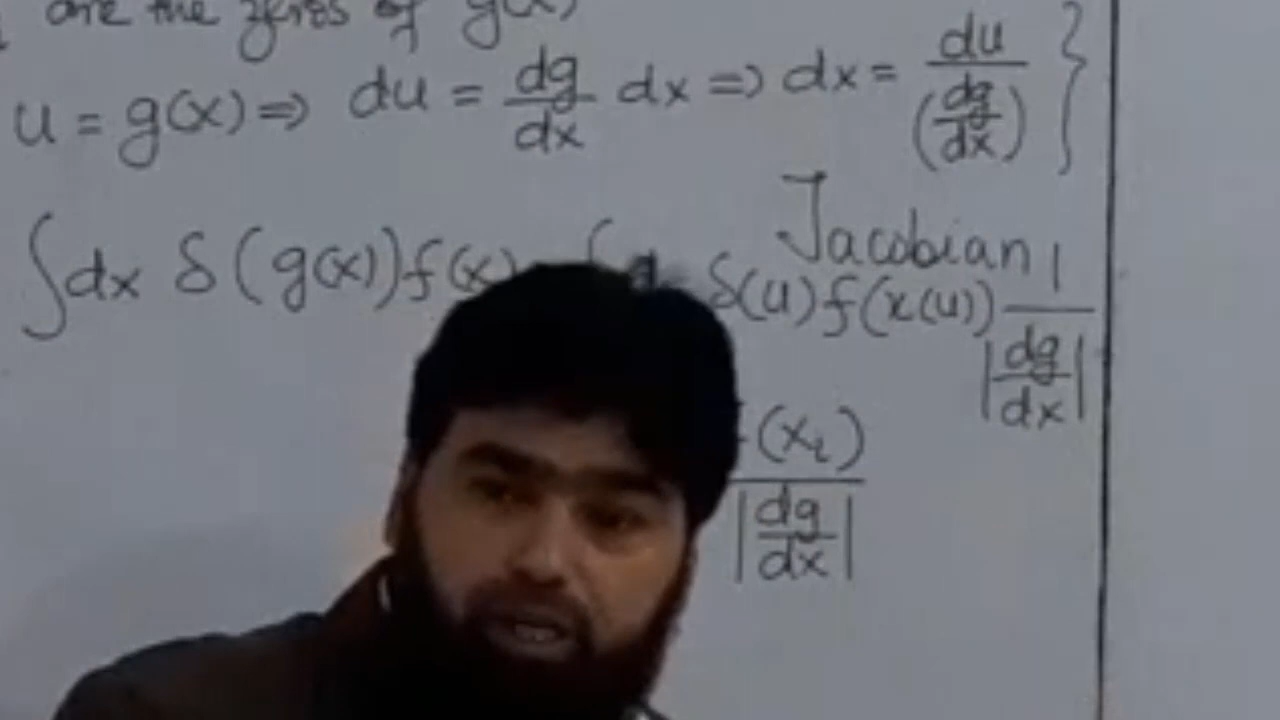 are the zeros of g(x)
u = g(x) ⇒ du = dg/dx dx ⇒ dx = du/(dg/dx) }
Jacobian
∫dx δ(g(x))f(x) ∫ δ(u)f(x(u)) 1/|dg/dx|
(xᵢ)/|dg/dx|